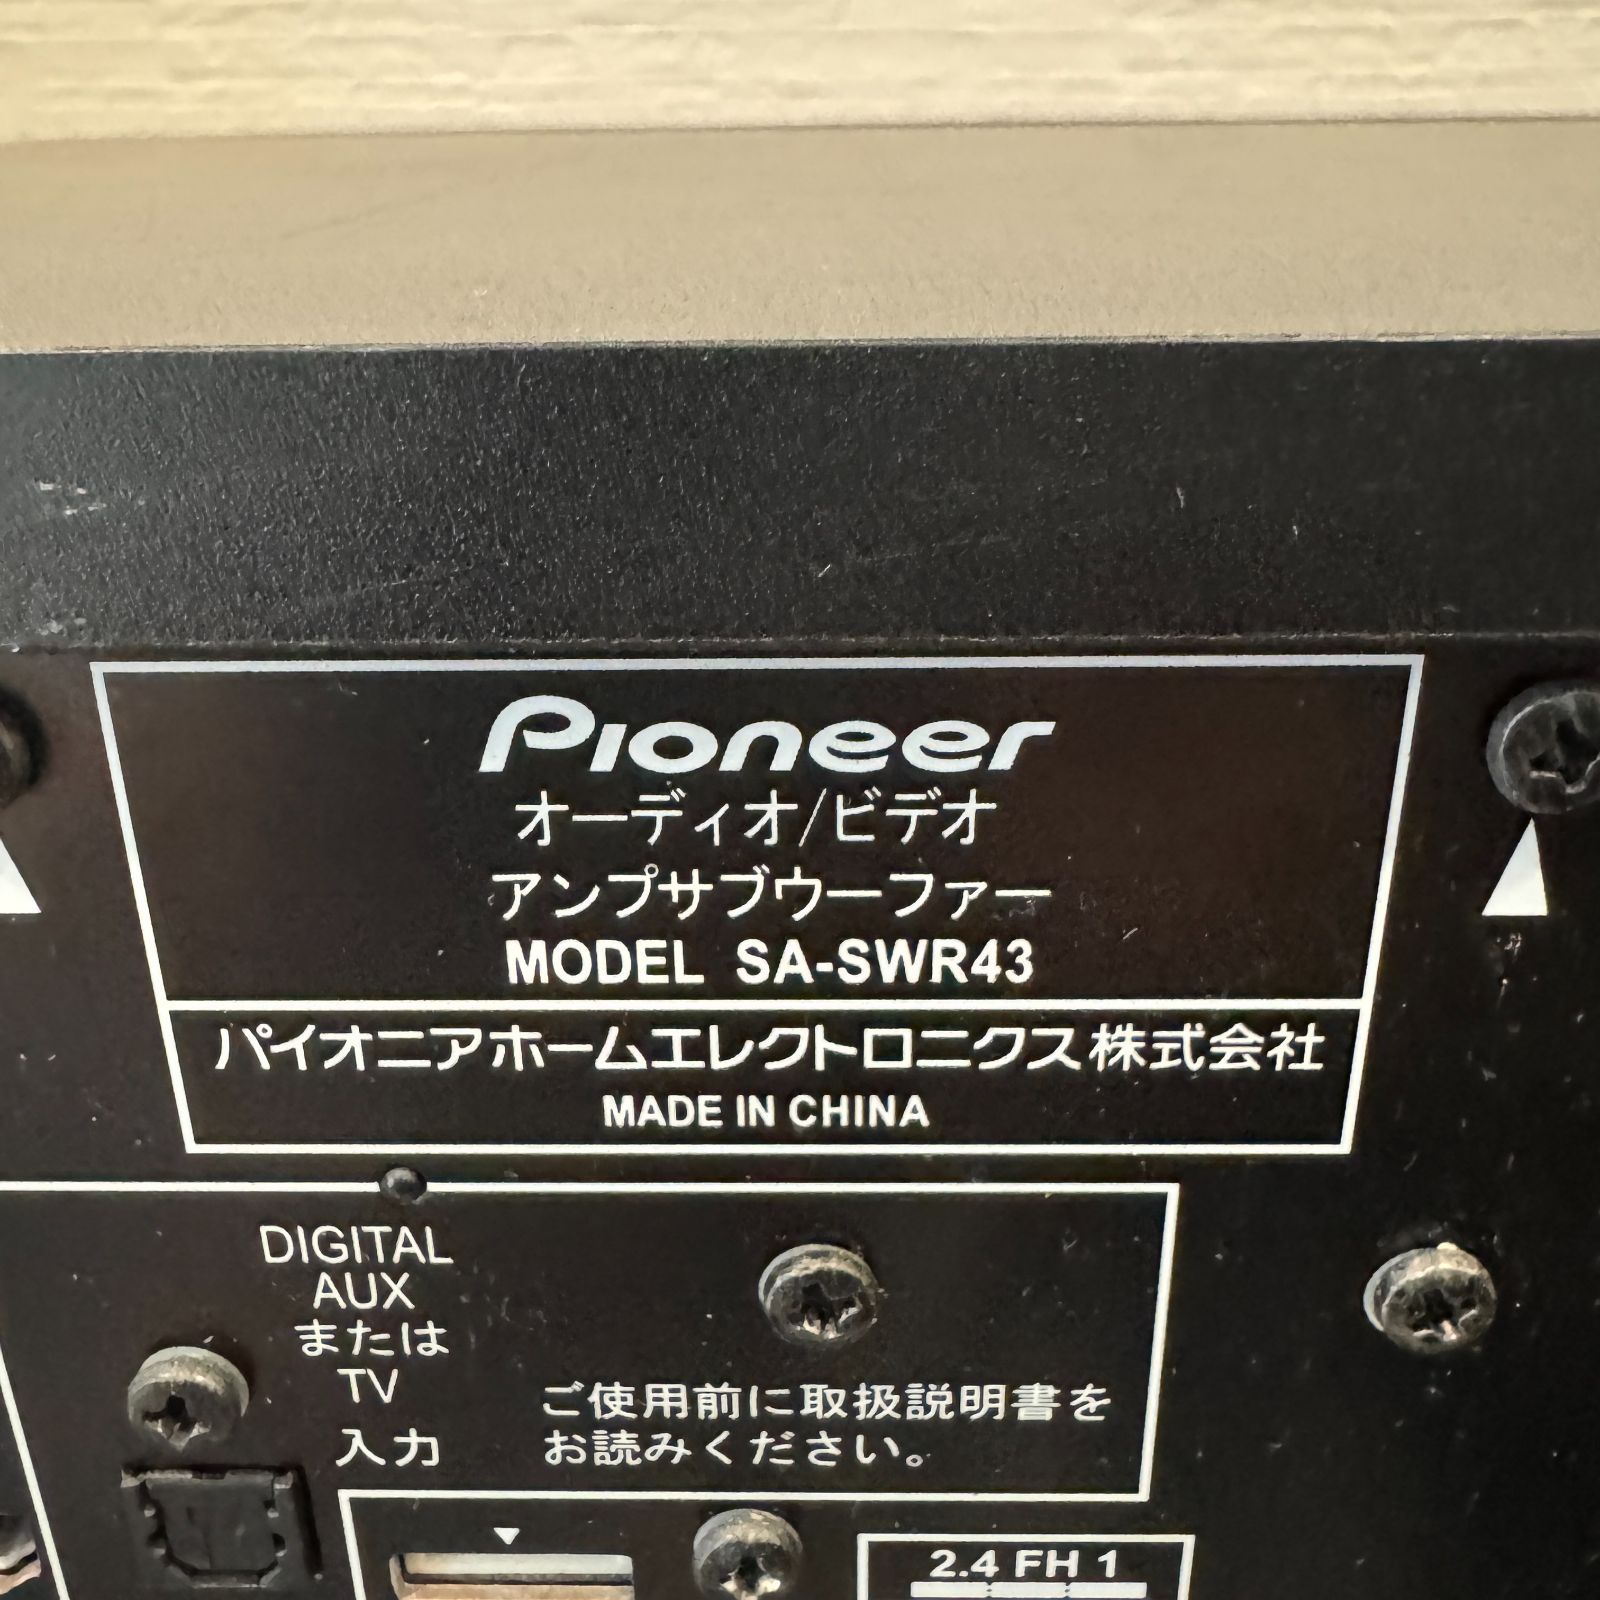 Pioneer
オーディオ/ビデオ
アンプサブウーファー
MODEL SA-SWR43
パイオニアホームエレクトロニクス株式会社
MADE IN CHINA
DIGITAL
AUX
または
TV
入力
ご使用前に取扱説明書を
お読みください。
2.4 FH 1